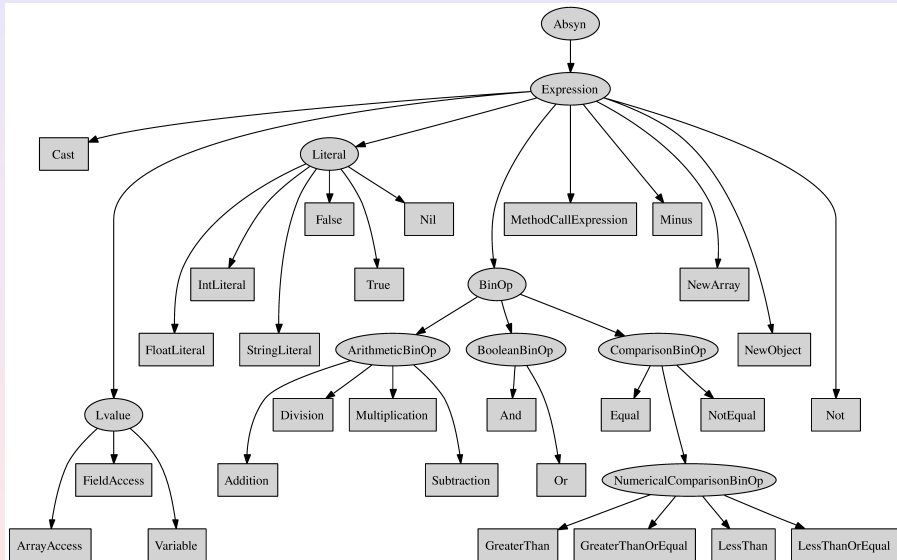 Absyn
Expression
Cast
Literal
False
Nil
MethodCallExpression
Minus
IntLiteral
True
BinOp
NewArray
FloatLiteral
StringLiteral
ArithmeticBinOp
BooleanBinOp
ComparisonBinOp
NewObject
Lvalue
Division
Multiplication
And
Equal
NotEqual
Not
FieldAccess
Addition
Subtraction
Or
NumericalComparisonBinOp
ArrayAccess
Variable
GreaterThan
GreaterThanOrEqual
LessThan
LessThanOrEqual